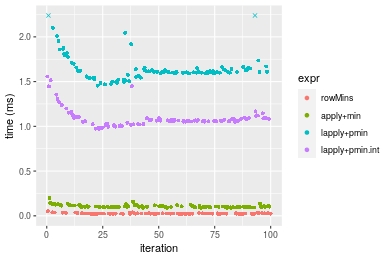 2.0
1.5
1.0
0.5
0.0
time (ms)
0
25
50
75
100
iteration
expr
rowMins
apply+min
lapply+pmin
lapply+pmin.int